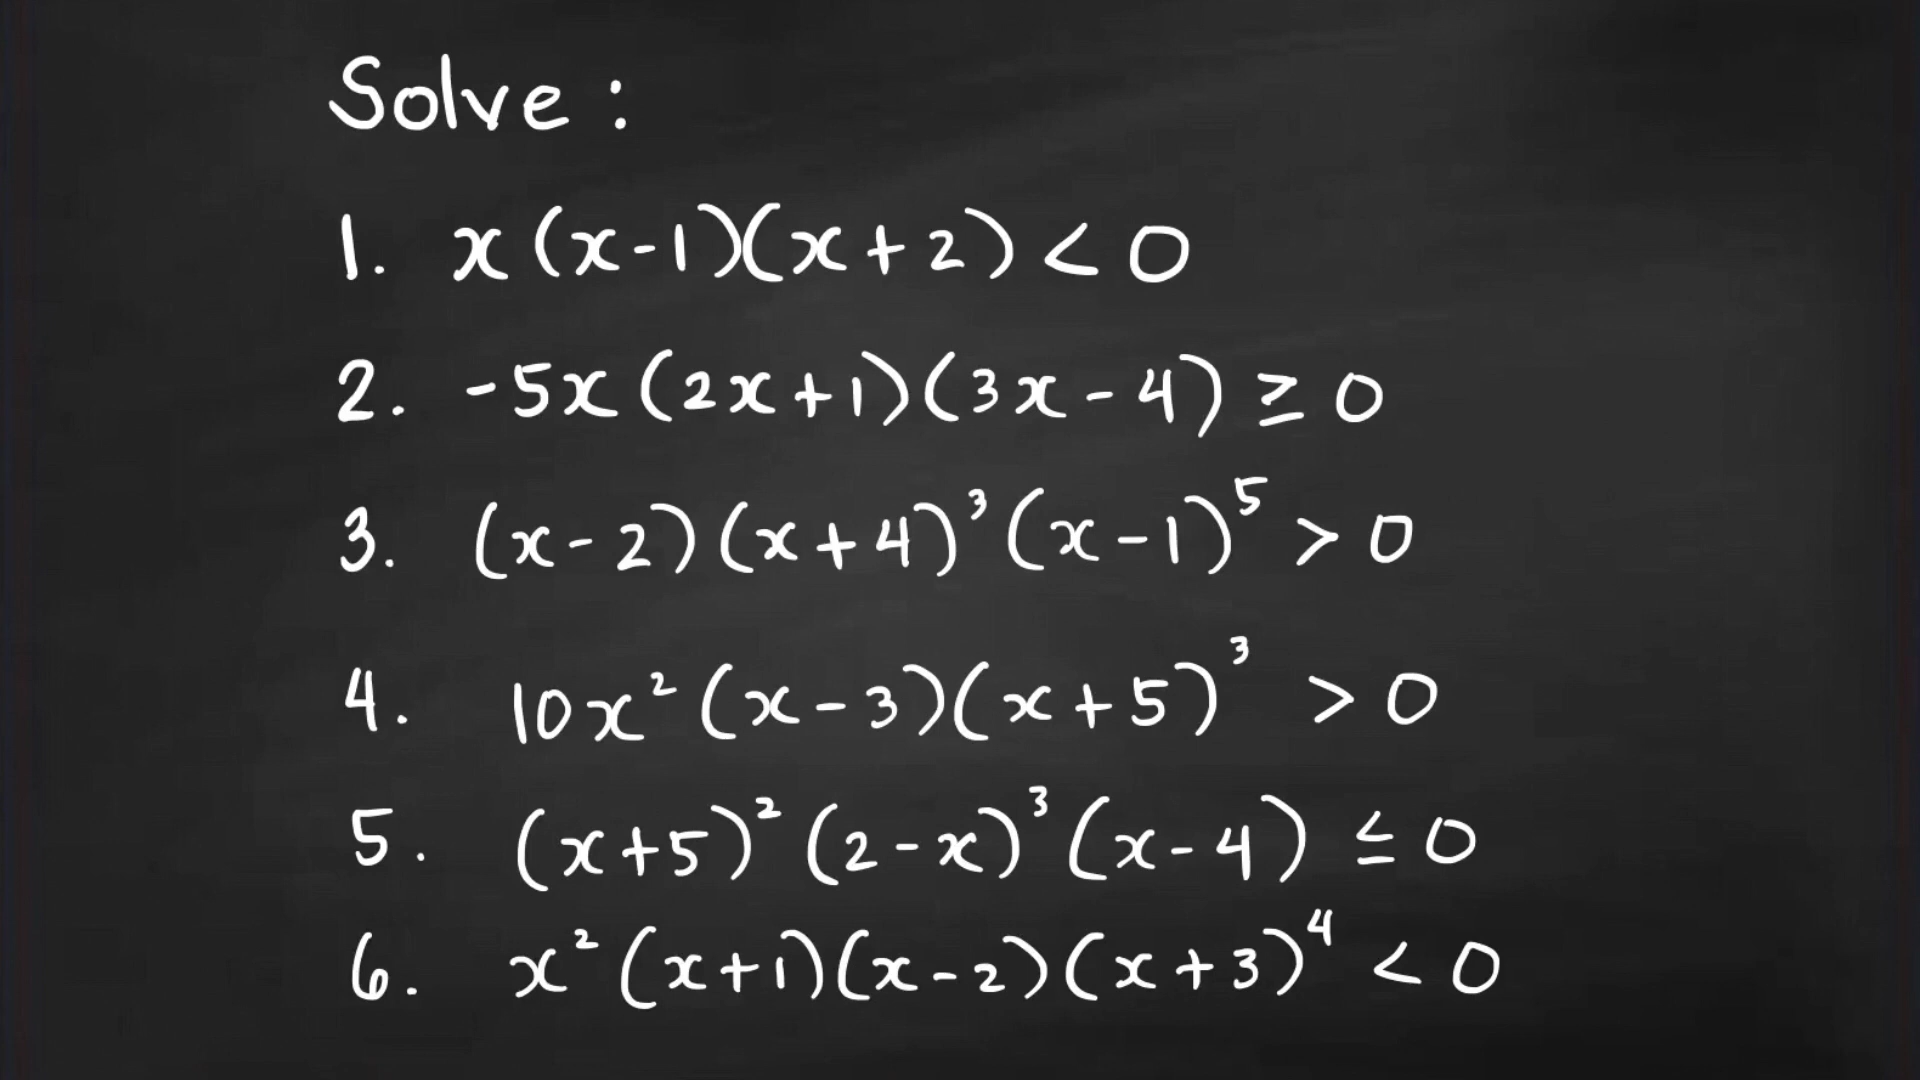 Solve :
1. x(x-1)(x+2) < 0
2. -5x(2x+1)(3x-4) ≥ 0
3. (x-2)(x+4)³(x-1)⁵ > 0
4. 10x²(x-3)(x+5)³ > 0
5. (x+5)²(2-x)³(x-4) ≤ 0
6. x²(x+1)(x-2)(x+3)⁴ < 0